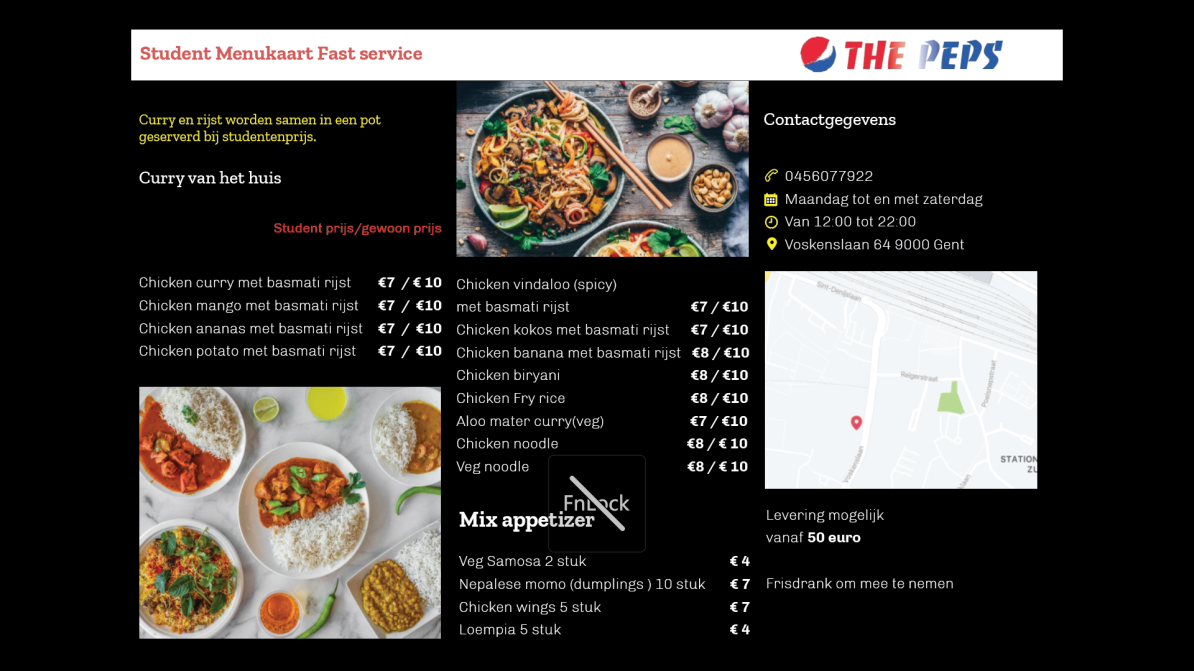 Student Menukaart Fast service
THE PEPS
Curry en rijst worden samen in een pot
geserverd bij studentenprijs.
Curry van het huis
Student prijs/gewoon prijs
Chicken curry met basmati rijst €7 / € 10
Chicken mango met basmati rijst €7 / €10
Chicken ananas met basmati rijst €7 / €10
Chicken potato met basmati rijst €7 / €10
Chicken vindaloo (spicy)
met basmati rijst €7 / €10
Chicken kokos met basmati rijst €7 / €10
Chicken banana met basmati rijst €8 / €10
Chicken biryani €8 / €10
Chicken Fry rice €8 / €10
Aloo mater curry(veg) €7 / €10
Chicken noodle €8 / € 10
Veg noodle €8 / € 10
FnLock
Mix appetizer
Veg Samosa 2 stuk € 4
Nepalese momo (dumplings ) 10 stuk € 7
Chicken wings 5 stuk € 7
Loempia 5 stuk € 4
Contactgegevens
0456077922
Maandag tot en met zaterdag
Van 12:00 tot 22:00
Voskenslaan 64 9000 Gent
Sint-Denijslaan
Reigerstraat
Voskenslaan
STATION
ZU
Levering mogelijk
vanaf 50 euro
Frisdrank om mee te nemen